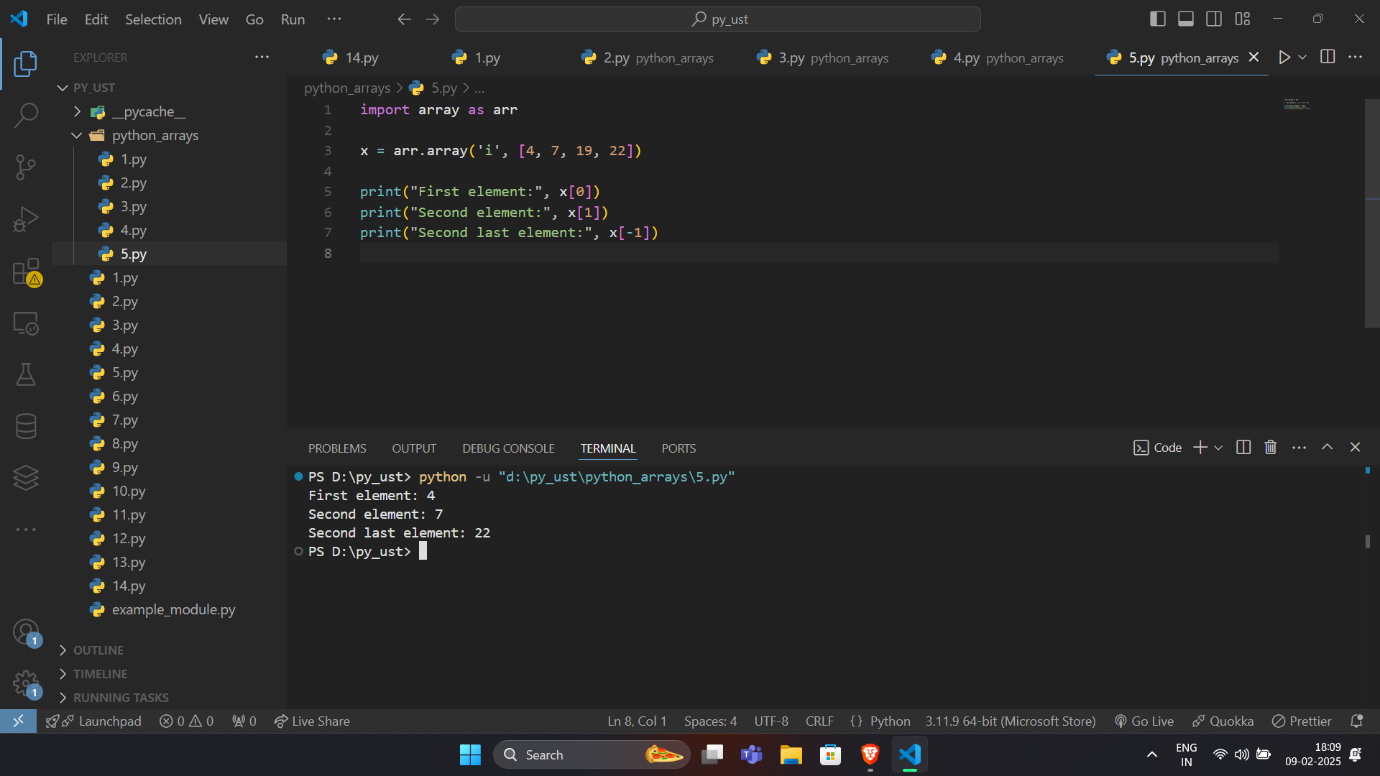 File Edit Selection View Go Run ··· py_ust
EXPLORER ···
14.py 1.py 2.py python_arrays 3.py python_arrays 4.py python_arrays 5.py python_arrays
PY_UST
__pycache__
python_arrays
1.py
2.py
3.py
4.py
5.py
1.py
2.py
3.py
4.py
5.py
6.py
7.py
8.py
9.py
10.py
11.py
12.py
13.py
14.py
example_module.py
OUTLINE
TIMELINE
RUNNING TASKS
python_arrays > 5.py > ...
1 import array as arr
2
3 x = arr.array('i', [4, 7, 19, 22])
4
5 print("First element:", x[0])
6 print("Second element:", x[1])
7 print("Second last element:", x[-1])
8
PROBLEMS OUTPUT DEBUG CONSOLE TERMINAL PORTS Code
PS D:\py_ust> python -u "d:\py_ust\python_arrays\5.py"
First element: 4
Second element: 7
Second last element: 22
PS D:\py_ust>
1
1
Launchpad 0 0 0 Live Share Ln 8, Col 1 Spaces: 4 UTF-8 CRLF {} Python 3.11.9 64-bit (Microsoft Store) Go Live Quokka Prettier
Search
ENG
IN
18:09
09-02-2025